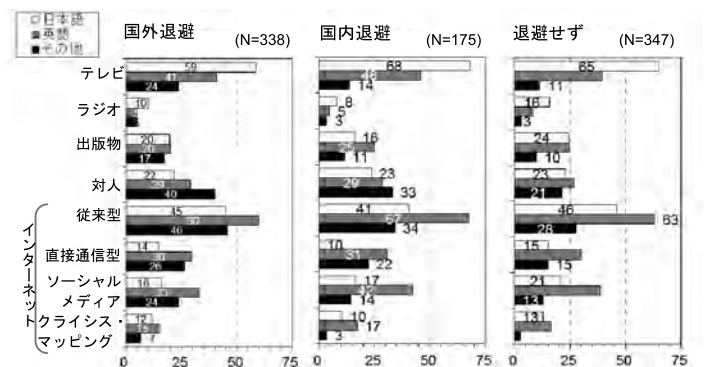 日本語
英語
その他
国外退避 (N=338)
国内退避 (N=175)
退避せず (N=347)
テレビ
59
41
24
68
46
14
65
11
ラジオ
10
8
5
3
16
3
出版物
20
20
17
16
25
11
24
10
対人
22
29
40
23
29
33
23
21
インターネット
従来型
45
46
41
67
34
46
63
28
直接通信型
14
30
26
10
31
22
15
15
ソーシャル
メディア
16
24
17
42
14
21
13
クライシス・
マッピング
12
7
10
17
3
13
0 25 50 75
0 25 50 75
0 25 50 75